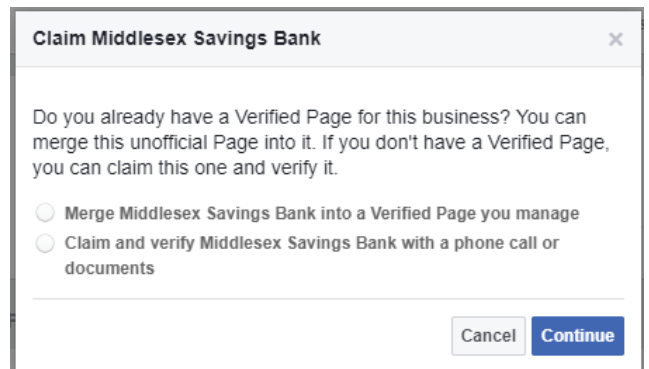 Claim Middlesex Savings Bank
Do you already have a Verified Page for this business? You can
merge this unofficial Page into it. If you don't have a Verified Page,
you can claim this one and verify it.
Merge Middlesex Savings Bank into a Verified Page you manage
Claim and verify Middlesex Savings Bank with a phone call or
documents
Cancel Continue